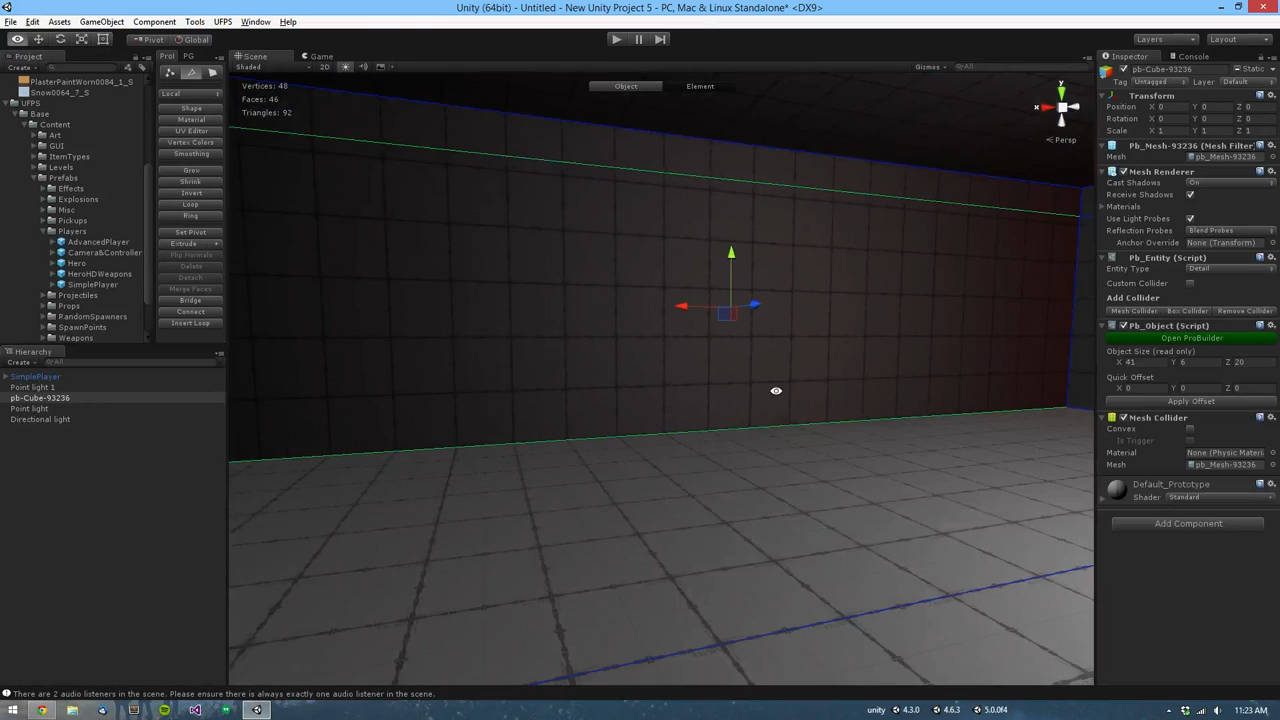 Unity (64bit) - Untitled - New Unity Project 5 - PC, Mac & Linux Standalone* <DX9>
File Edit Assets GameObject Component Tools UFPS Window Help
Pivot Global Layers Layout
Project Prol PG Scene Game Inspector Console
Create Shaded 2D Gizmos All
PlasterPaintWorn0084_1_S
Snow0064_7_S
UFPS
Base
Content
Art
GUI
ItemTypes
Levels
Prefabs
Effects
Explosions
Misc
Pickups
Players
AdvancedPlayer
Camera&Controller
Hero
HeroHDWeapons
SimplePlayer
Projectiles
Props
RandomSpawners
SpawnPoints
Weapons
Hierarchy
Create All
SimplePlayer
Point light 1
pb-Cube-93236
Point light
Directional light
Local
Shape
Material
UV Editor
Vertex Colors
Smoothing
Grow
Shrink
Invert
Loop
Ring
Set Pivot
Extrude +
Flip Normals
Delete
Detach
Merge Faces
Bridge
Connect
Insert Loop
Vertices: 48
Faces: 46
Triangles: 92
Object Element
y
x
Persp
pb-Cube-93236 Static
Tag Untagged Layer Default
Transform
Position X 0 Y 0 Z 0
Rotation X 0 Y 0 Z 0
Scale X 1 Y 1 Z 1
Pb_Mesh-93236 (Mesh Filter)
Mesh pb_Mesh-93236
Mesh Renderer
Cast Shadows On
Receive Shadows
Materials
Use Light Probes
Reflection Probes Blend Probes
Anchor Override None (Transform)
Pb_Entity (Script)
Entity Type Detail
Custom Collider
Add Collider
Mesh Collider Box Collider Remove Collider
Pb_Object (Script)
Open ProBuilder
Object Size (read only)
X 41 Y 6 Z 20
Quick Offset
X 0 Y 0 Z 0
Apply Offset
Mesh Collider
Convex
Is Trigger
Material None (Physic Materi
Mesh pb_Mesh-93236
Default_Prototype
Shader Standard
Add Component
There are 2 audio listeners in the scene. Please ensure there is always exactly one audio listener in the scene.
unity 4.3.0 4.6.3 5.0.0f4 11:23 AM